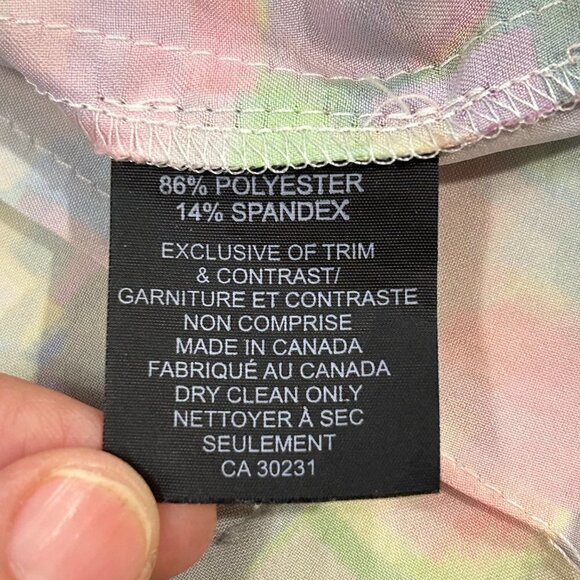 86% POLYESTER
14% SPANDEX
EXCLUSIVE OF TRIM
& CONTRAST/
GARNITURE ET CONTRASTE
NON COMPRISE
MADE IN CANADA
FABRIQUÉ AU CANADA
DRY CLEAN ONLY
NETTOYER À SEC
SEULEMENT
CA 30231